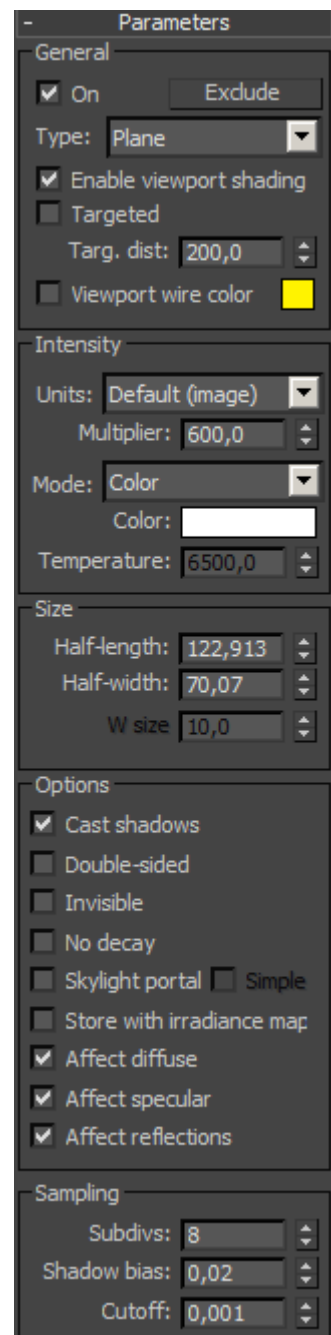 - Parameters
General
On Exclude
Type: Plane
Enable viewport shading
Targeted
Targ. dist: 200,0
Viewport wire color
Intensity
Units: Default (image)
Multiplier: 600,0
Mode: Color
Color:
Temperature: 6500,0
Size
Half-length: 122,913
Half-width: 70,07
W size 10,0
Options
Cast shadows
Double-sided
Invisible
No decay
Skylight portal Simple
Store with irradiance map
Affect diffuse
Affect specular
Affect reflections
Sampling
Subdivs: 8
Shadow bias: 0,02
Cutoff: 0,001